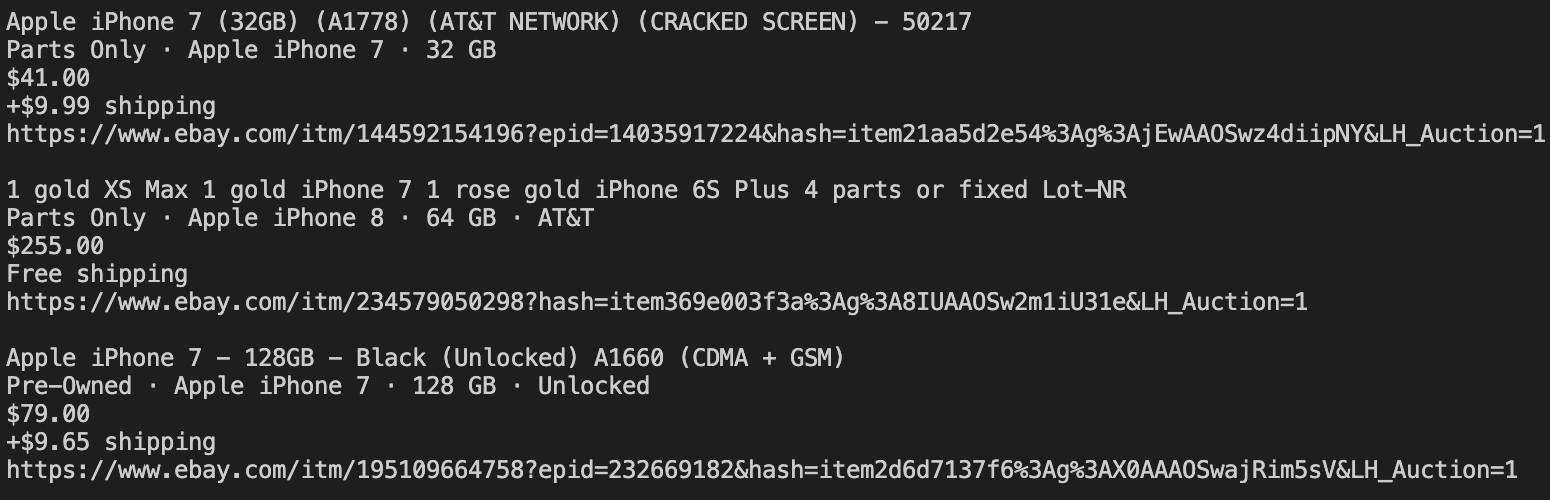 Apple iPhone 7 (32GB) (A1778) (AT&T NETWORK) (CRACKED SCREEN) – 50217
Parts Only · Apple iPhone 7 · 32 GB
$41.00
+$9.99 shipping
https://www.ebay.com/itm/144592154196?epid=14035917224&hash=item21aa5d2e54%3Ag%3AjEwAAOSwz4diipNY&LH_Auction=1
1 gold XS Max 1 gold iPhone 7 1 rose gold iPhone 6S Plus 4 parts or fixed Lot-NR
Parts Only · Apple iPhone 8 · 64 GB · AT&T
$255.00
Free shipping
https://www.ebay.com/itm/234579050298?hash=item369e003f3a%3Ag%3A8IUAAOSw2m1iU31e&LH_Auction=1
Apple iPhone 7 – 128GB – Black (Unlocked) A1660 (CDMA + GSM)
Pre-Owned · Apple iPhone 7 · 128 GB · Unlocked
$79.00
+$9.65 shipping
https://www.ebay.com/itm/195109664758?epid=232669182&hash=item2d6d7137f6%3Ag%3AX0AAAOSwajRim5sV&LH_Auction=1